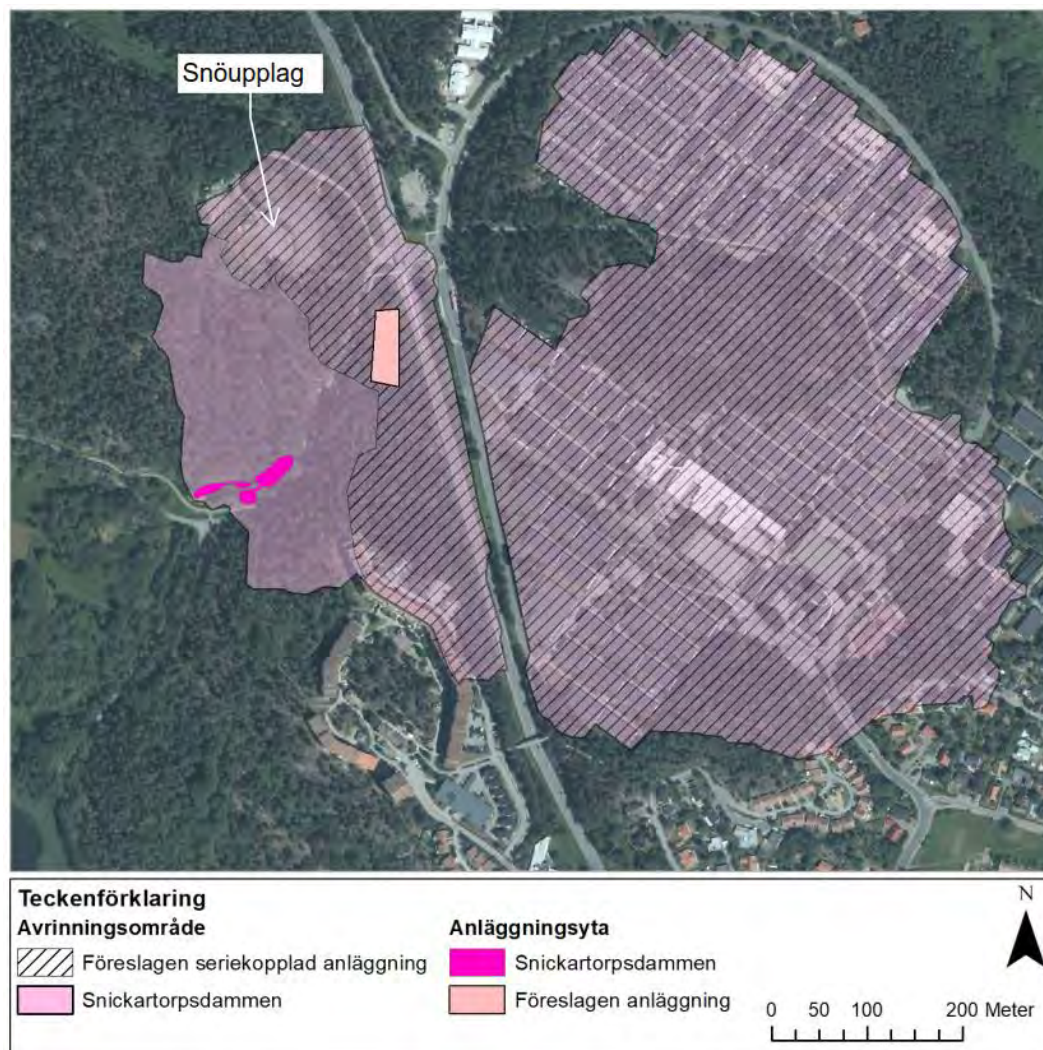 Snöupplag
Teckenförklaring
Avrinningsområde
Föreslagen seriekopplad anläggning
Snickartorpsdammen
Anläggningsyta
Snickartorpsdammen
Föreslagen anläggning
N
0 50 100 200 Meter